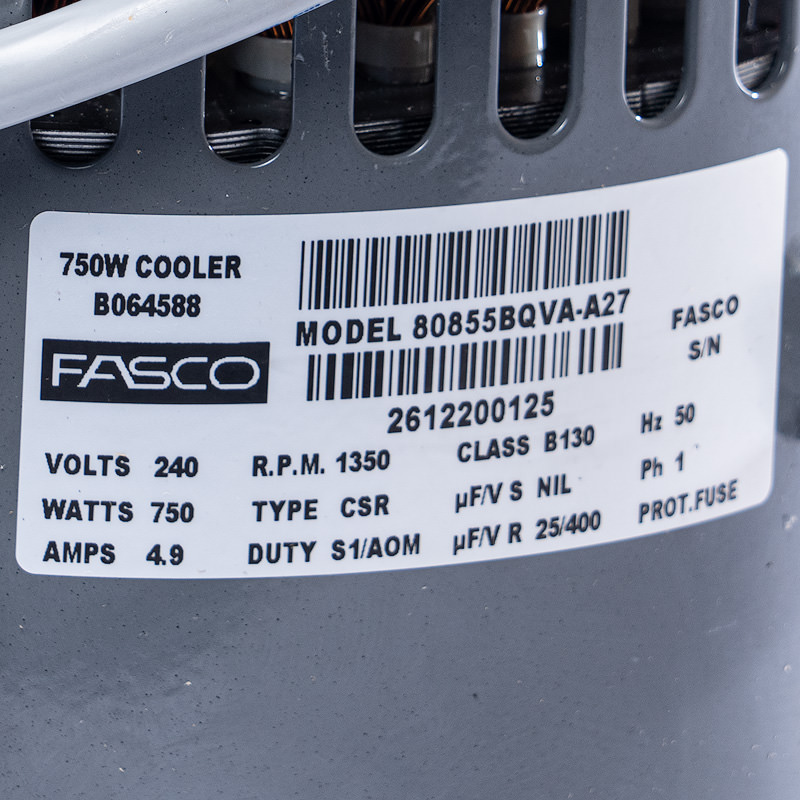 750W COOLER
B064588
FASCO
MODEL 80855BQVA-A27
2612200125
FASCO
S/N
VOLTS 240
WATTS 750
AMPS 4.9
R.P.M. 1350
TYPE CSR
DUTY S1/AOM
CLASS B130
µF/V S NIL
µF/V R 25/400
Hz 50
Ph 1
PROT.FUSE